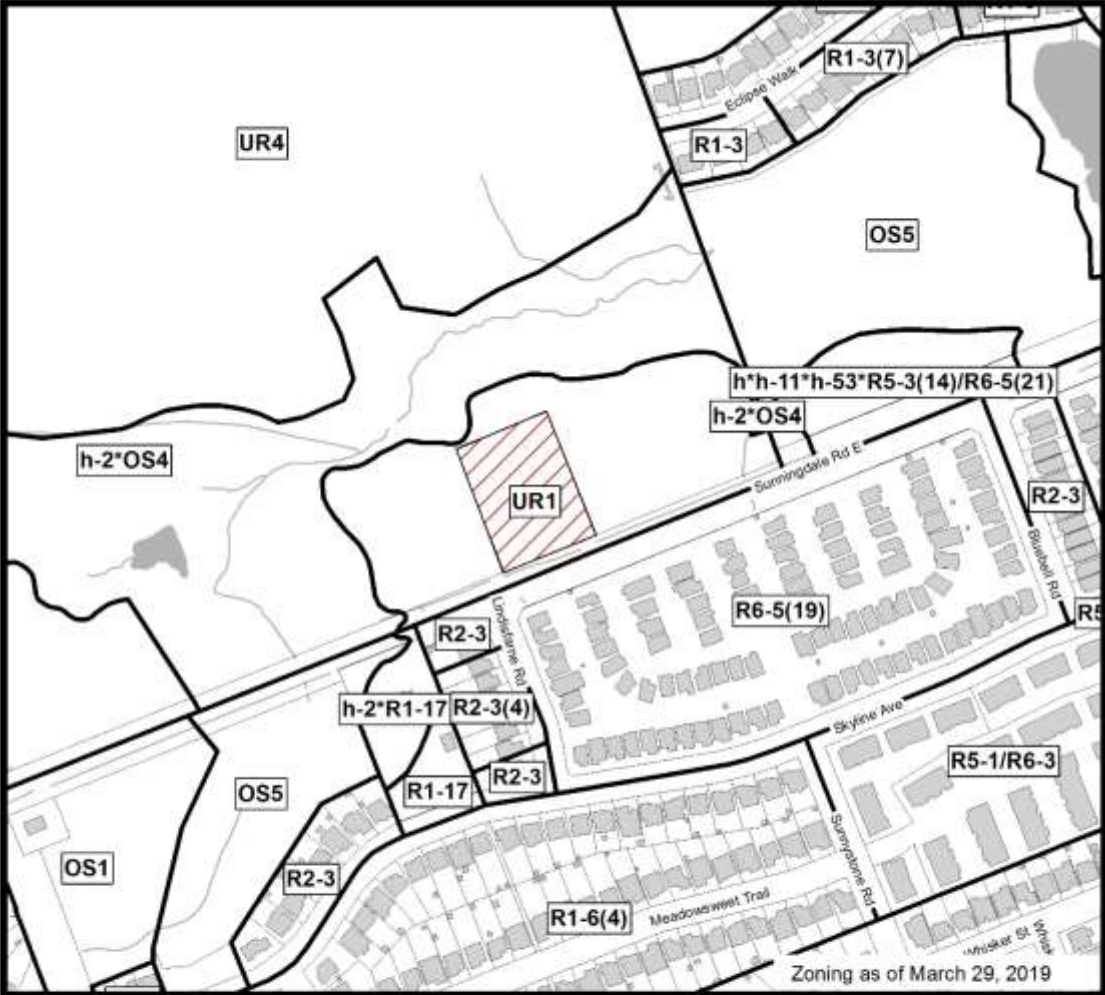 R1-3(7)
Eclipse Walk
UR4
R1-3
OS5
h*h-11*h-53*R5-3(14)/R6-5(21)
h-2*OS4
h-2*OS4
Sunningdale Rd E
UR1
R2-3
Bluebell Rd
R6-5(19)
Lindisfarne Rd
R2-3
h-2*R1-17
R2-3(4)
Skyline Ave
R5-1/R6-3
R2-3
R1-17
OS5
OS1
R2-3
Sunnystone Rd
R1-6(4)
Meadowsweet Trail
Whisker St
Zoning as of March 29, 2019